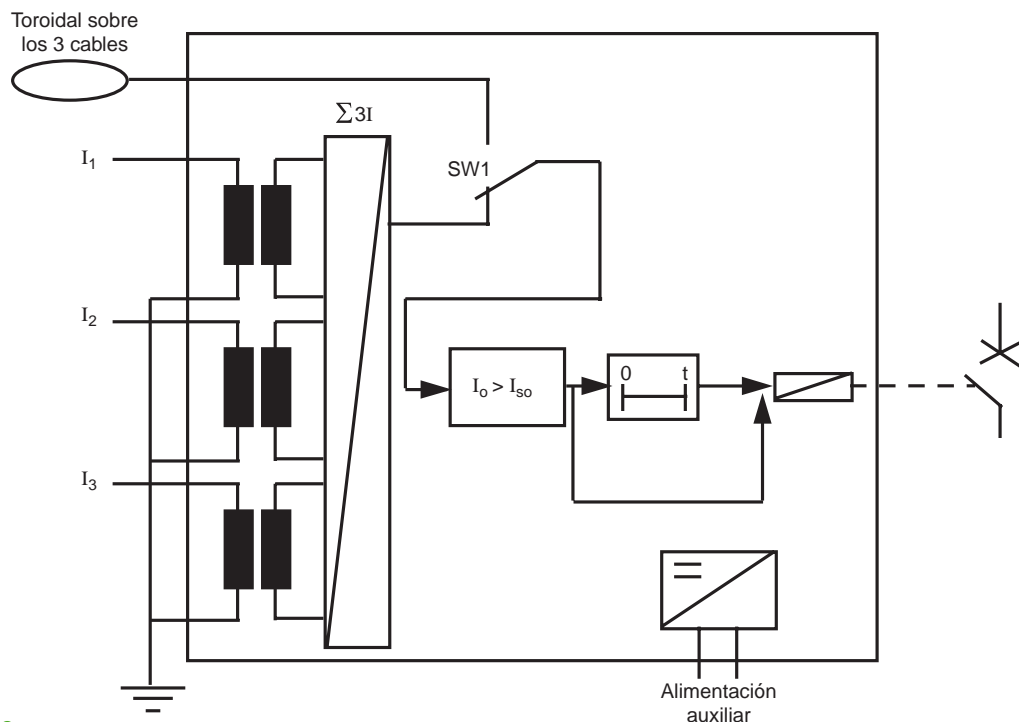 Toroidal sobre
los 3 cables
∑3I
I₁
SW1
I₂
Iₒ > Iₛₒ
0 t
I₃
Alimentación
auxiliar